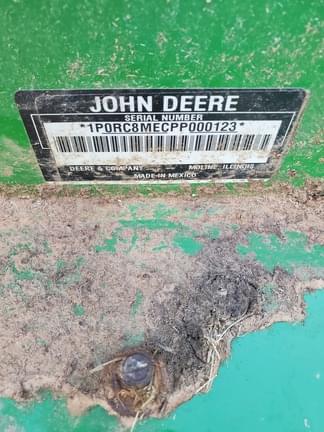 JOHN DEERE
SERIAL NUMBER
*1P0RC8MECPP000123*
DEERE & COMPANY MOLINE, ILLINOIS
MADE IN MEXICO